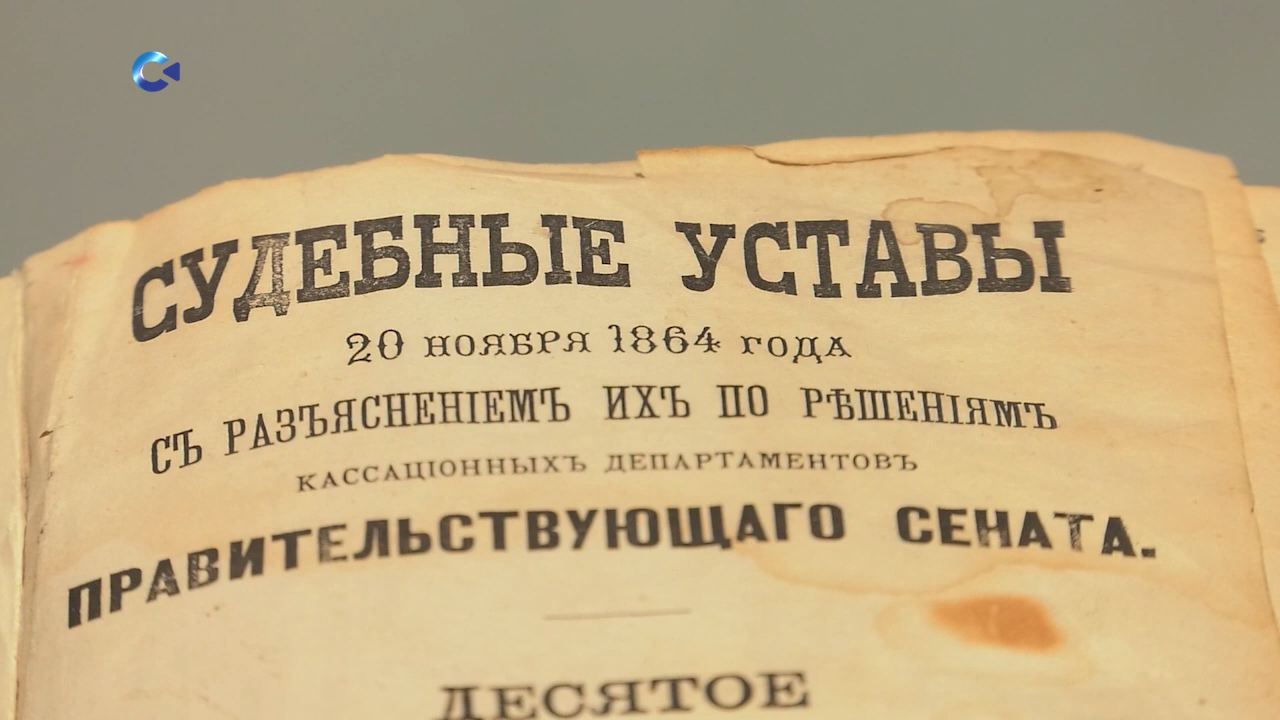 СУДЕБНЫЕ УСТАВЫ
20 НОЯБРЯ 1864 ГОДА
СЪ РАЗЪЯСНЕНІЕМЪ ИХЪ ПО РѢШЕНІЯМЪ
КАССАЦІОННЫХЪ ДЕПАРТАМЕНТОВЪ
ПРАВИТЕЛЬСТВУЮЩАГО СЕНАТА.
ДЕСЯТОЕ